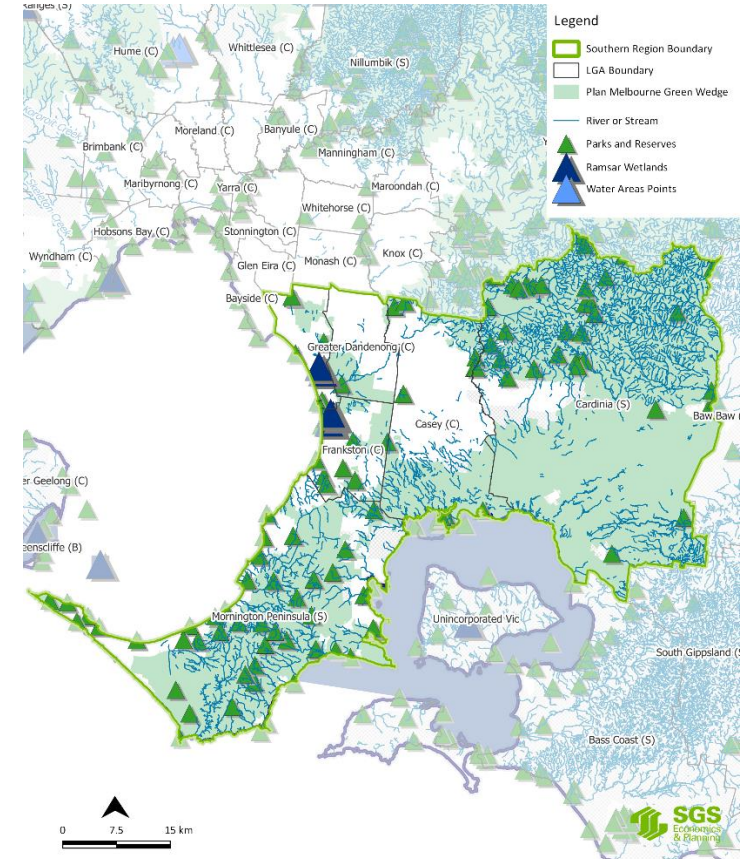 Legend
Southern Region Boundary
LGA Boundary
Plan Melbourne Green Wedge
River or Stream
Parks and Reserves
Ramsar Wetlands
Water Areas Points
Hume (C)
Whittlesea (C)
Nillumbik (S)
Moreland (C)
Banyule (C)
Brimbank (C)
Manningham (C)
Maribyrnong (C)
Yarra (C)
Maroondah (C)
Whitehorse (C)
Hobsons Bay (C)
Stonnington (C)
Wyndham (C)
Glen Eira (C)
Monash (C)
Knox (C)
Bayside (C)
Greater Dandenong (C)
Cardinia (S)
Baw Baw (
Casey (C)
Frankston (C)
er Geelong (C)
eenscliffe (B)
Mornington Peninsula (S)
Unincorporated Vic
South Gippsland (S
Bass Coast (S)
0 7.5 15 km
SGS
Economics
& Planning